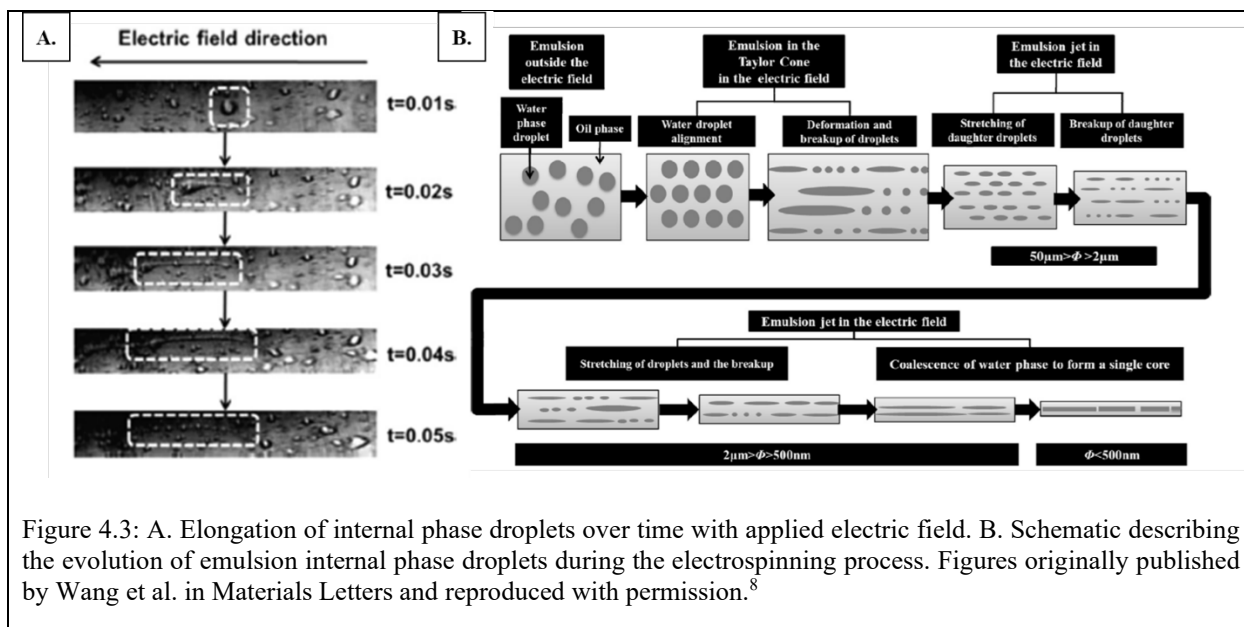 A.
Electric field direction
t=0.01s
t=0.02s
t=0.03s
t=0.04s
t=0.05s
B.
Emulsion
outside the
electric field
Emulsion in the
Taylor Cone
in the electric field
Emulsion jet in
the electric field
Water
phase
droplet
Oil phase
Water droplet
alignment
Deformation and
breakup of droplets
Stretching of
daughter droplets
Breakup of daughter
droplets
50μm>Φ>2μm
Emulsion jet in the electric field
Stretching of droplets and the breakup
Coalescence of water phase to form a single core
2μm>Φ>500nm
Φ<500nm
Figure 4.3: A. Elongation of internal phase droplets over time with applied electric field. B. Schematic describing
the evolution of emulsion internal phase droplets during the electrospinning process. Figures originally published
by Wang et al. in Materials Letters and reproduced with permission.⁸